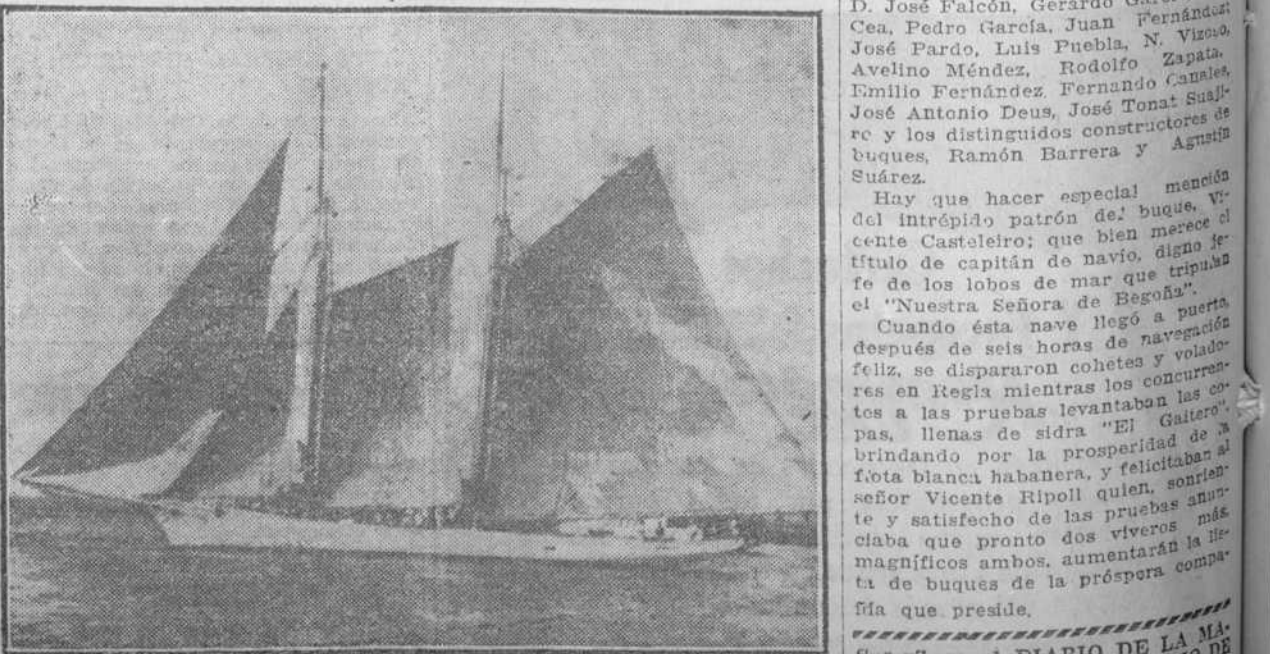 D. José Falcón, Gerardo
Cea, Pedro García, Juan Fernández;
José Pardo, Luis Puebla, N. Vizoso,
Avelino Méndez, Rodolfo Zapata,
Emilio Fernández, Fernando Canales,
José Antonio Deus, José Tonat Suaji-
re y los distinguidos constructores de
buques, Ramón Barrera y Agustín
Suárez.
Hay que hacer especial mención
del intrépido patrón del buque, Vi-
cente Casteleiro; que bien merece el
título de capitán de navío, digno je-
fe de los lobos de mar que tripulan
el "Nuestra Señora de Begoña".
Cuando ésta nave llegó a puerto,
después de seis horas de navegación
feliz, se dispararon cohetes y volado-
res en Regla mientras los concurren-
tes a las pruebas levantaban las co-
pas, llenas de sidra "El Gaitero",
brindando por la prosperidad de la
flota blanca habanera, y felicitaban al
señor Vicente Ripoll quien, sonrien-
te y satisfecho de las pruebas anun-
ciaba que pronto dos viveros más,
magníficos ambos, aumentarán la lis-
ta de buques de la próspera compa-
ñía que preside.
DIARIO DE LA MA-